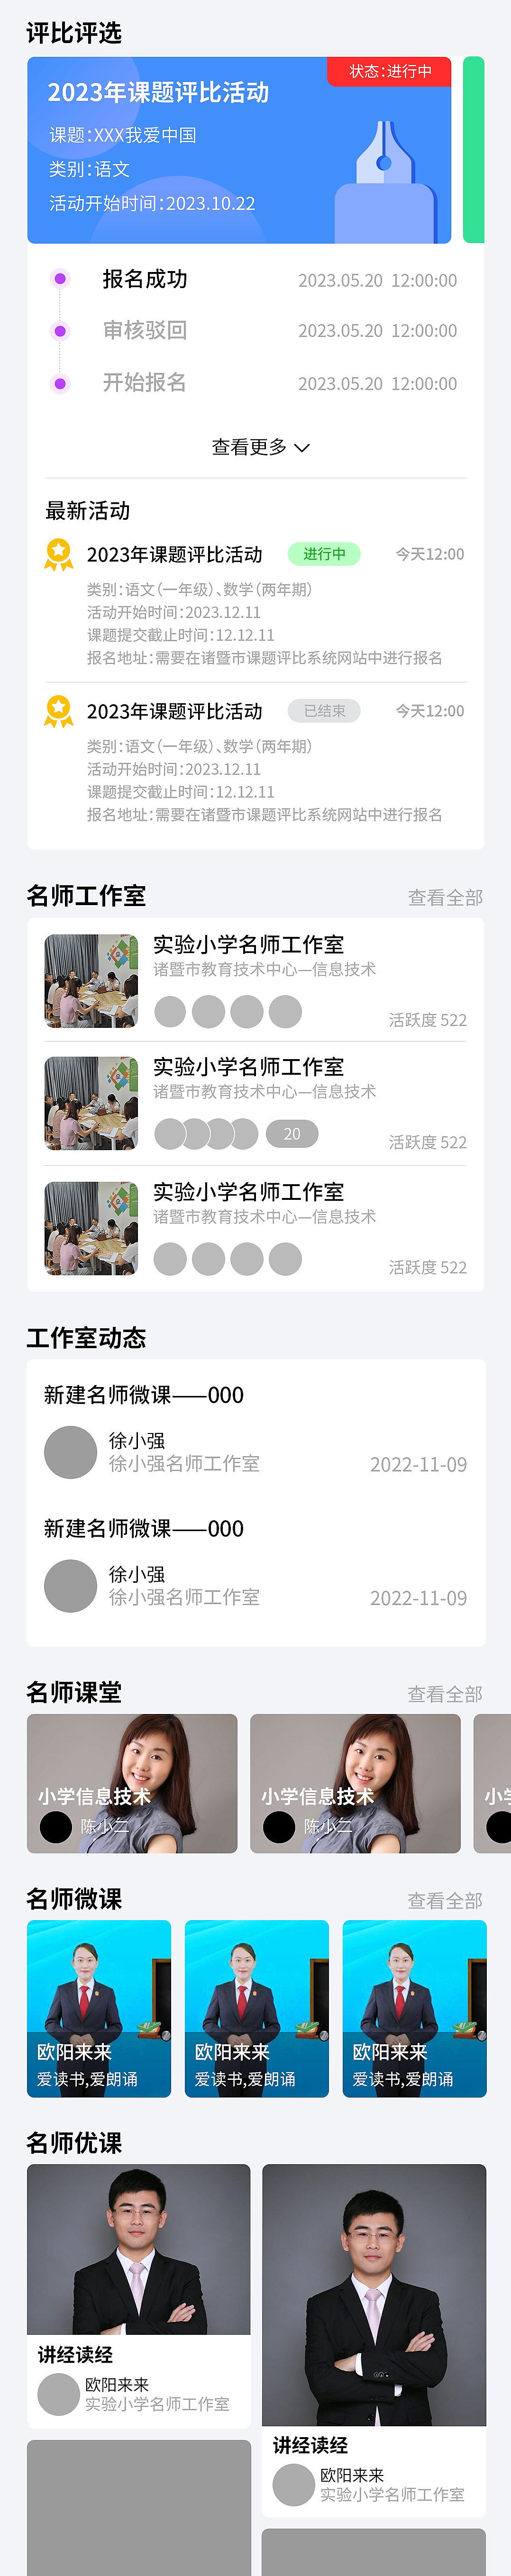 评比评选
状态:进行中
2023年课题评比活动
课题:XXX我爱中国
类别:语文
活动开始时间:2023.10.22
报名成功 2023.05.20 12:00:00
审核驳回 2023.05.20 12:00:00
开始报名 2023.05.20 12:00:00
查看更多
最新活动
2023年课题评比活动 进行中 今天12:00
类别:语文(一年级)、数学(两年期)
活动开始时间:2023.12.11
课题提交截止时间:12.12.11
报名地址:需要在诸暨市课题评比系统网站中进行报名
2023年课题评比活动 已结束 今天12:00
类别:语文(一年级)、数学(两年期)
活动开始时间:2023.12.11
课题提交截止时间:12.12.11
报名地址:需要在诸暨市课题评比系统网站中进行报名
名师工作室 查看全部
实验小学名师工作室
诸暨市教育技术中心—信息技术
活跃度 522
实验小学名师工作室
诸暨市教育技术中心—信息技术
20
活跃度 522
实验小学名师工作室
诸暨市教育技术中心—信息技术
活跃度 522
工作室动态
新建名师微课——000
徐小强
徐小强名师工作室 2022-11-09
新建名师微课——000
徐小强
徐小强名师工作室 2022-11-09
名师课堂 查看全部
小学信息技术 小学信息技术 小学
陈小二 陈小二
名师微课 查看全部
欧阳来来 欧阳来来 欧阳来来
爱读书,爱朗诵 爱读书,爱朗诵 爱读书,爱朗诵
名师优课
讲经读经
欧阳来来
实验小学名师工作室
讲经读经
欧阳来来
实验小学名师工作室